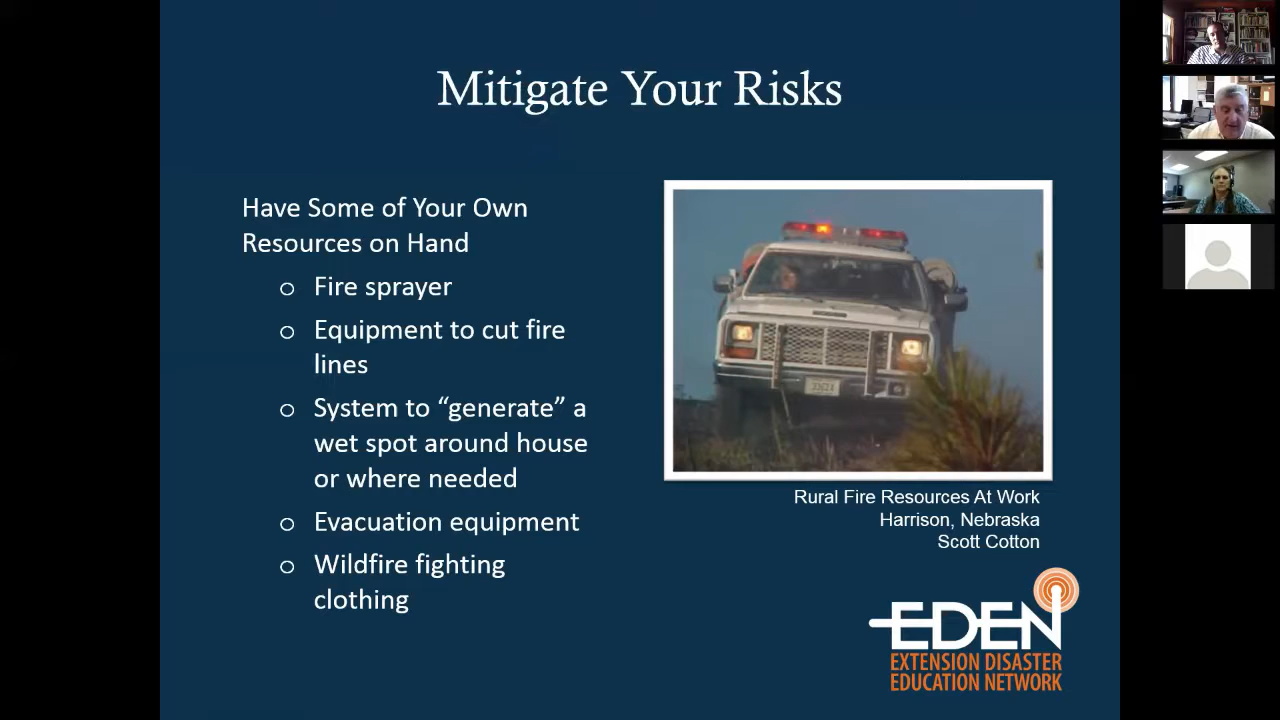 Mitigate Your Risks
Have Some of Your Own
Resources on Hand
o Fire sprayer
o Equipment to cut fire
lines
o System to “generate” a
wet spot around house
or where needed
o Evacuation equipment
o Wildfire fighting
clothing
Rural Fire Resources At Work
Harrison, Nebraska
Scott Cotton
EDEN
EXTENSION DISASTER
EDUCATION NETWORK